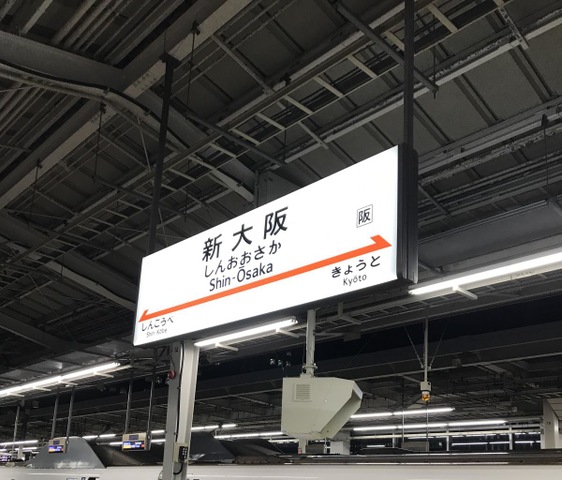 新大阪
阪
しんおおさか
Shin-Ōsaka
しんこうべ
Shin-Kobe
きょうと
Kyōto